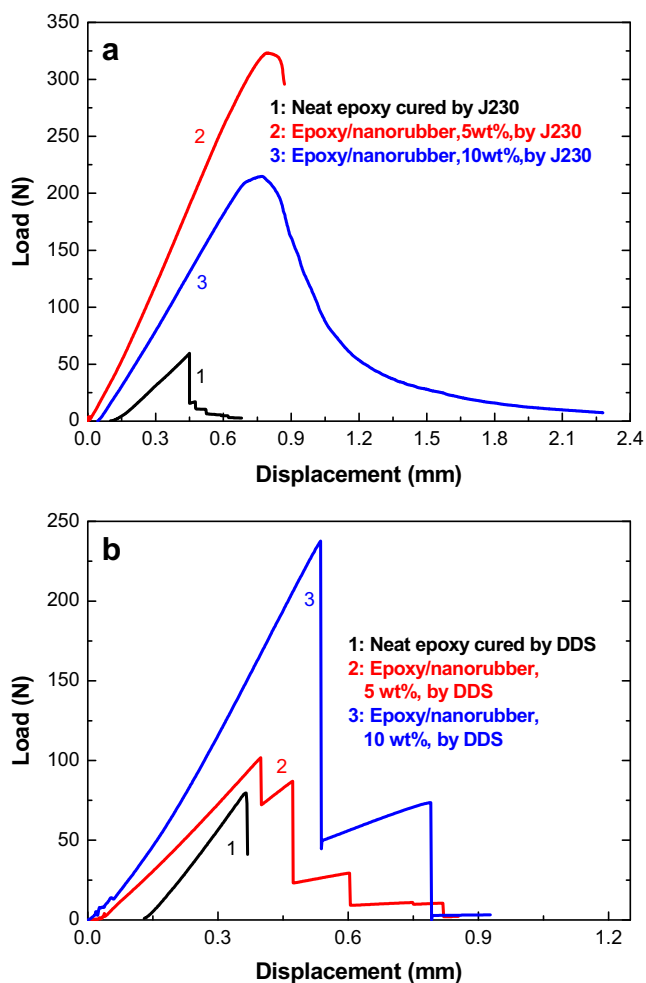 a
Load (N)
350
300
250
200
150
100
50
0
1: Neat epoxy cured by J230
2: Epoxy/nanorubber,5wt%,by J230
3: Epoxy/nanorubber,10wt%,by J230
2
3
1
0.0 0.3 0.6 0.9 1.2 1.5 1.8 2.1 2.4
Displacement (mm)
b
Load (N)
250
200
150
100
50
0
1: Neat epoxy cured by DDS
2: Epoxy/nanorubber,
5 wt%, by DDS
3: Epoxy/nanorubber,
10 wt%, by DDS
3
2
1
0.0 0.3 0.6 0.9 1.2
Displacement (mm)